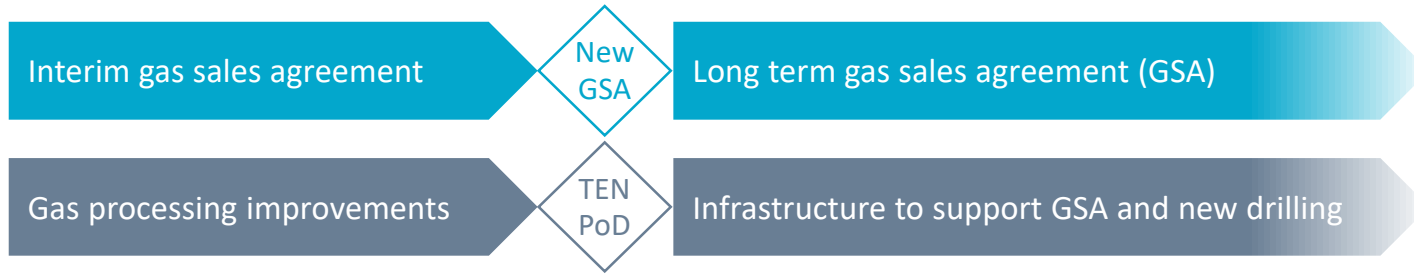 Interim gas sales agreement
New
GSA
Long term gas sales agreement (GSA)
Gas processing improvements
TEN
PoD
Infrastructure to support GSA and new drilling